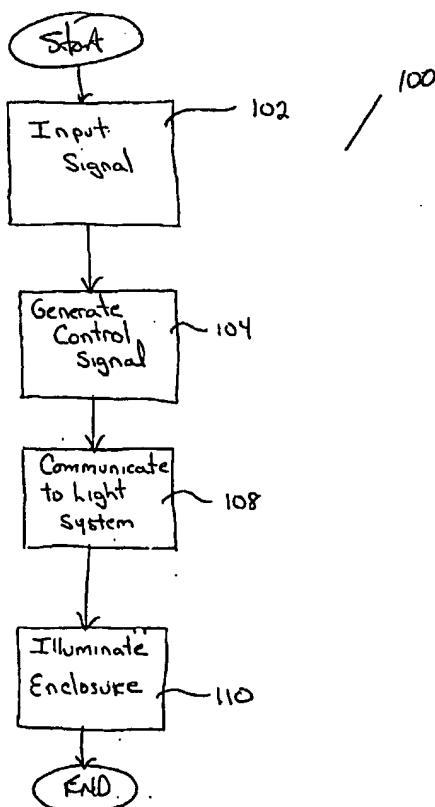 Start
100
Input
Signal
102
Generate
Control
Signal
104
Communicate
to Light
System
108
Illuminate
Enclosure
110
END